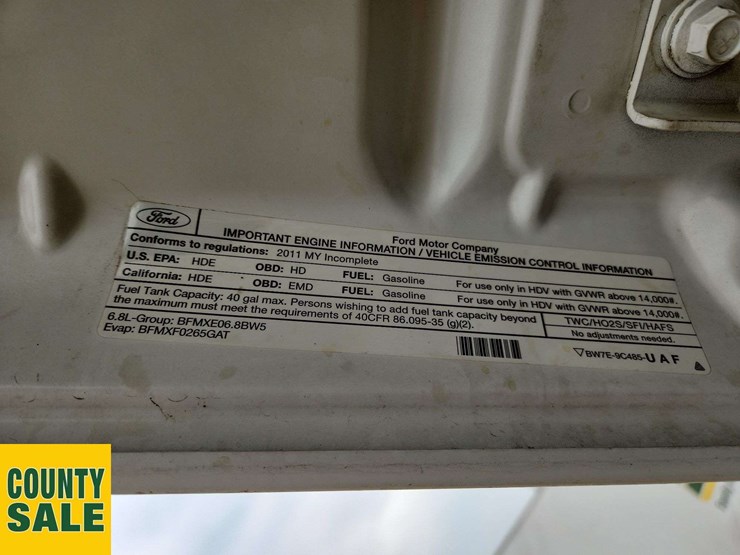 Ford
Ford Motor Company
IMPORTANT ENGINE INFORMATION / VEHICLE EMISSION CONTROL INFORMATION
Conforms to regulations: 2011 MY Incomplete
U.S. EPA: HDE OBD: HD FUEL: Gasoline For use only in HDV with GVWR above 14,000#.
California: HDE OBD: EMD FUEL: Gasoline For use only in HDV with GVWR above 14,000#.
Fuel Tank Capacity: 40 gal max. Persons wishing to add fuel tank capacity beyond
the maximum must meet the requirements of 40CFR 86.095-35 (g)(2).
TWC/HO2S/SFI/HAFS
No adjustments needed.
6.8L-Group: BFMXE06.8BW5
Evap: BFMXF0265GAT
BW7E-9C485-UAF
COUNTY
SALE